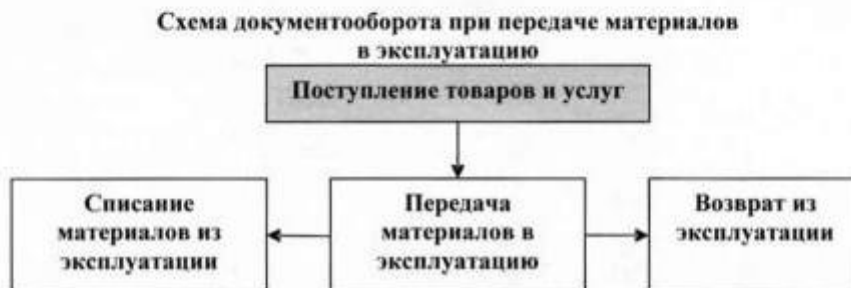 Схема документооборота при передаче материалов
в эксплуатацию
Поступление товаров и услуг
Списание
материалов из
эксплуатации
Передача
материалов в
эксплуатацию
Возврат из
эксплуатации